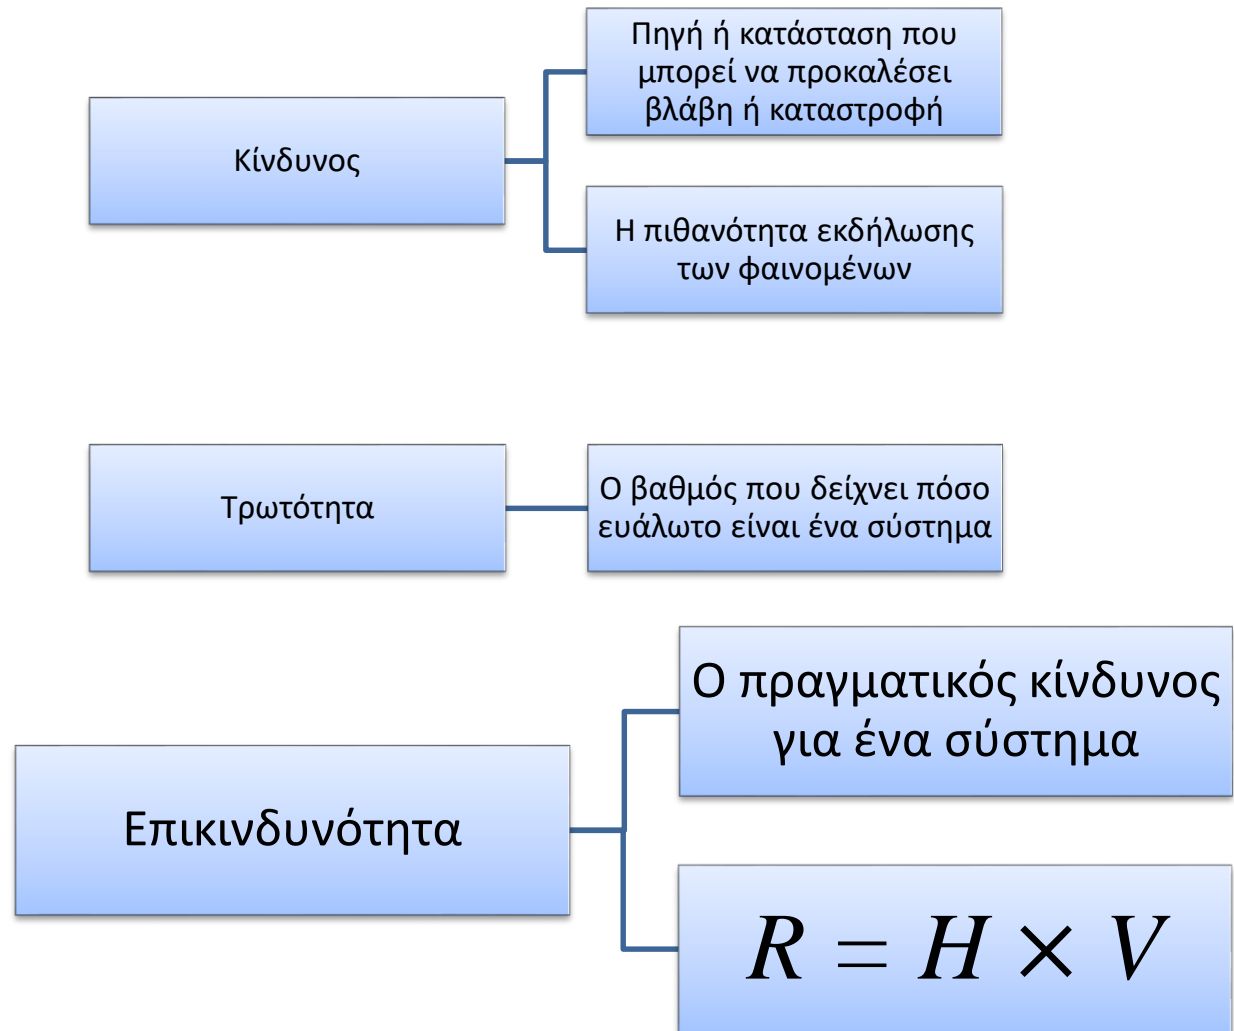 Κίνδυνος
Πηγή ή κατάσταση που
μπορεί να προκαλέσει
βλάβη ή καταστροφή
Η πιθανότητα εκδήλωσης
των φαινομένων
Τρωτότητα
Ο βαθμός που δείχνει πόσο
ευάλωτο είναι ένα σύστημα
Επικινδυνότητα
Ο πραγματικός κίνδυνος
για ένα σύστημα
R = H × V